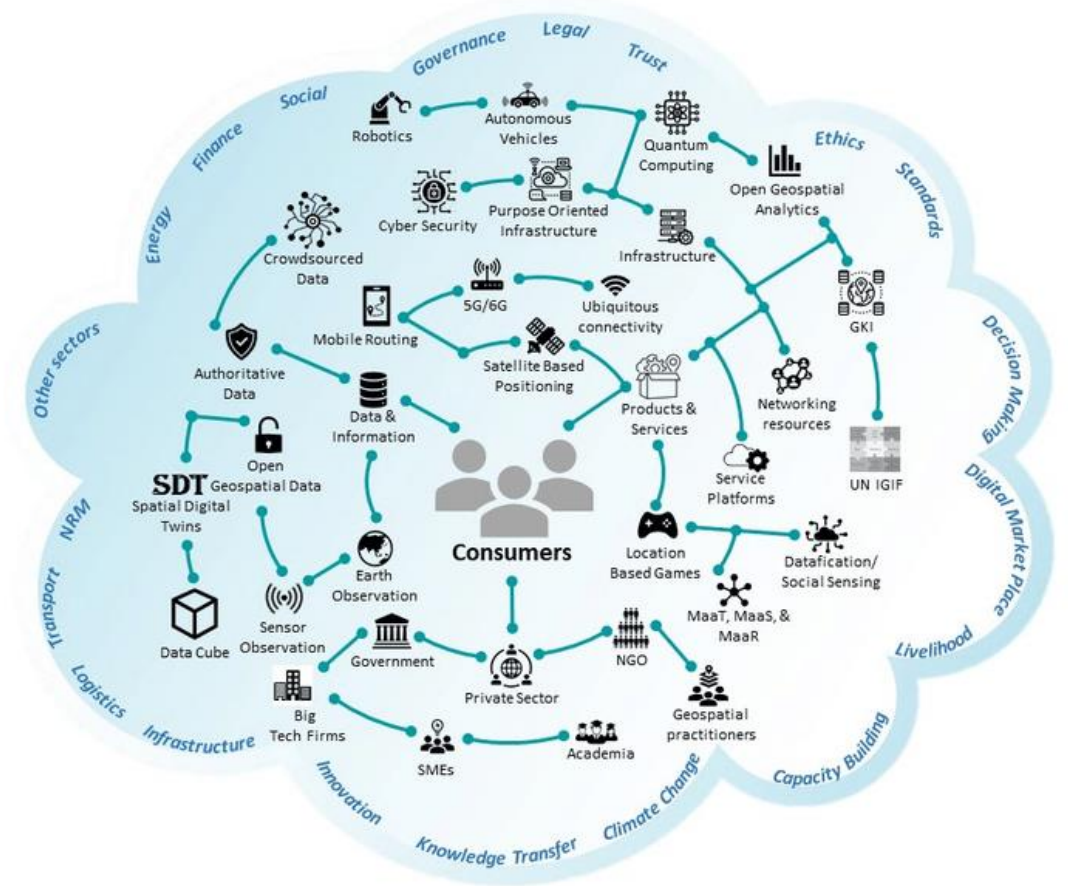 Governance
Legal
Trust
Social
Finance
Energy
Other sectors
NRM
Transport
Logistics
Infrastructure
Innovation
Knowledge Transfer
Climate Change
Capacity Building
Livelihood
Digital Market Place
Decision Making
Standards
Ethics
Robotics
Autonomous
Vehicles
Quantum
Computing
Open Geospatial
Analytics
Cyber Security
Purpose Oriented
Infrastructure
Infrastructure
Crowdsourced
Data
5G/6G
Ubiquitous
connectivity
GKI
Mobile Routing
Satellite Based
Positioning
Authoritative
Data
Data &
Information
Products &
Services
Networking
resources
Open
Geospatial Data
SDT
Spatial Digital
Twins
Service
Platforms
UN IGIF
Consumers
Location
Based Games
Datafication/
Social Sensing
Earth
Observation
MaaT, MaaS, &
MaaR
Data Cube
Sensor
Observation
Government
Private Sector
NGO
Geospatial
practitioners
Big
Tech Firms
SMEs
Academia